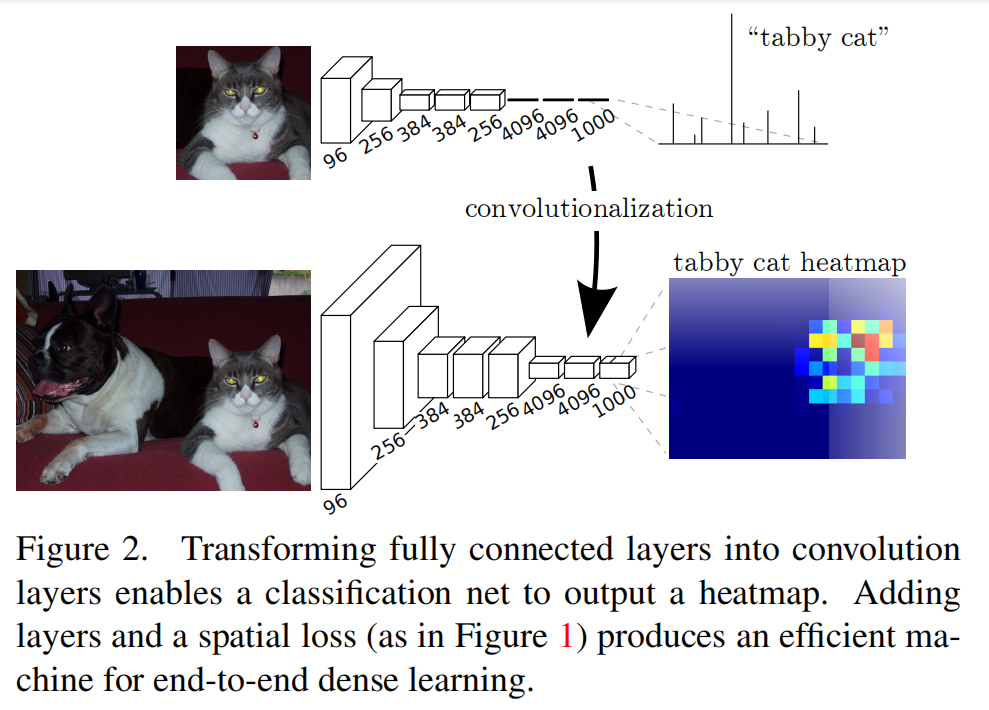 “tabby cat”
96
256
384
384
256
4096
4096
1000
convolutionalization
tabby cat heatmap
96
256
384
384
256
4096
4096
1000
Figure 2. Transforming fully connected layers into convolution
layers enables a classification net to output a heatmap. Adding
layers and a spatial loss (as in Figure 1) produces an efficient ma-
chine for end-to-end dense learning.